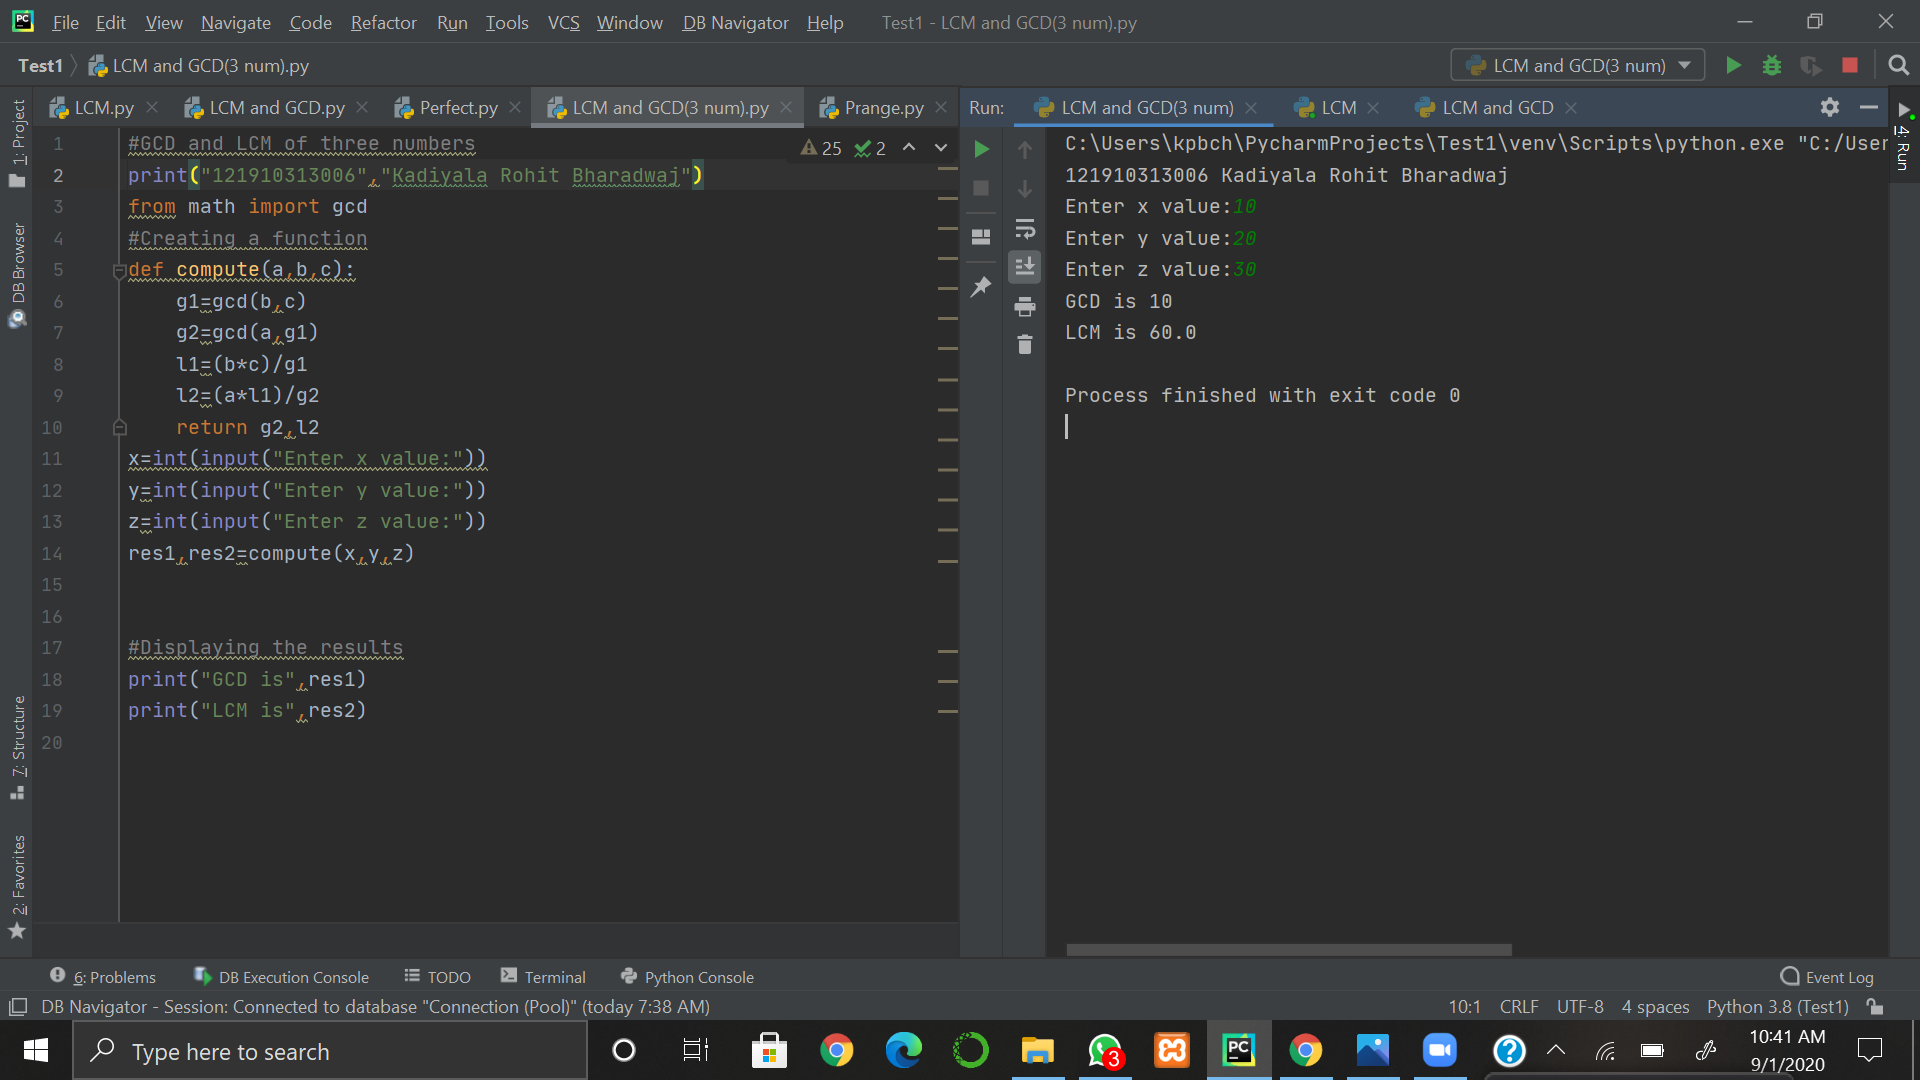 File Edit View Navigate Code Refactor Run Tools VCS Window DB Navigator Help Test1 - LCM and GCD(3 num).py
Test1 LCM and GCD(3 num).py LCM and GCD(3 num)
LCM.py LCM and GCD.py Perfect.py LCM and GCD(3 num).py Prange.py
1: Project
DB Browser
7: Structure
2: Favorites
25 2
1 #GCD and LCM of three numbers
2 print("121910313006","Kadiyala Rohit Bharadwaj")
3 from math import gcd
4 #Creating a function
5 def compute(a,b,c):
6 g1=gcd(b,c)
7 g2=gcd(a,g1)
8 l1=(b*c)/g1
9 l2=(a*l1)/g2
10 return g2,l2
11 x=int(input("Enter x value:"))
12 y=int(input("Enter y value:"))
13 z=int(input("Enter z value:"))
14 res1,res2=compute(x,y,z)
15
16
17 #Displaying the results
18 print("GCD is",res1)
19 print("LCM is",res2)
20
Run: LCM and GCD(3 num) LCM LCM and GCD
4: Run
C:\Users\kpbch\PycharmProjects\Test1\venv\Scripts\python.exe "C:/User
121910313006 Kadiyala Rohit Bharadwaj
Enter x value:10
Enter y value:20
Enter z value:30
GCD is 10
LCM is 60.0
Process finished with exit code 0
6: Problems DB Execution Console TODO Terminal Python Console Event Log
DB Navigator - Session: Connected to database "Connection (Pool)" (today 7:38 AM) 10:1 CRLF UTF-8 4 spaces Python 3.8 (Test1)
Type here to search PC 3 10:41 AM
9/1/2020